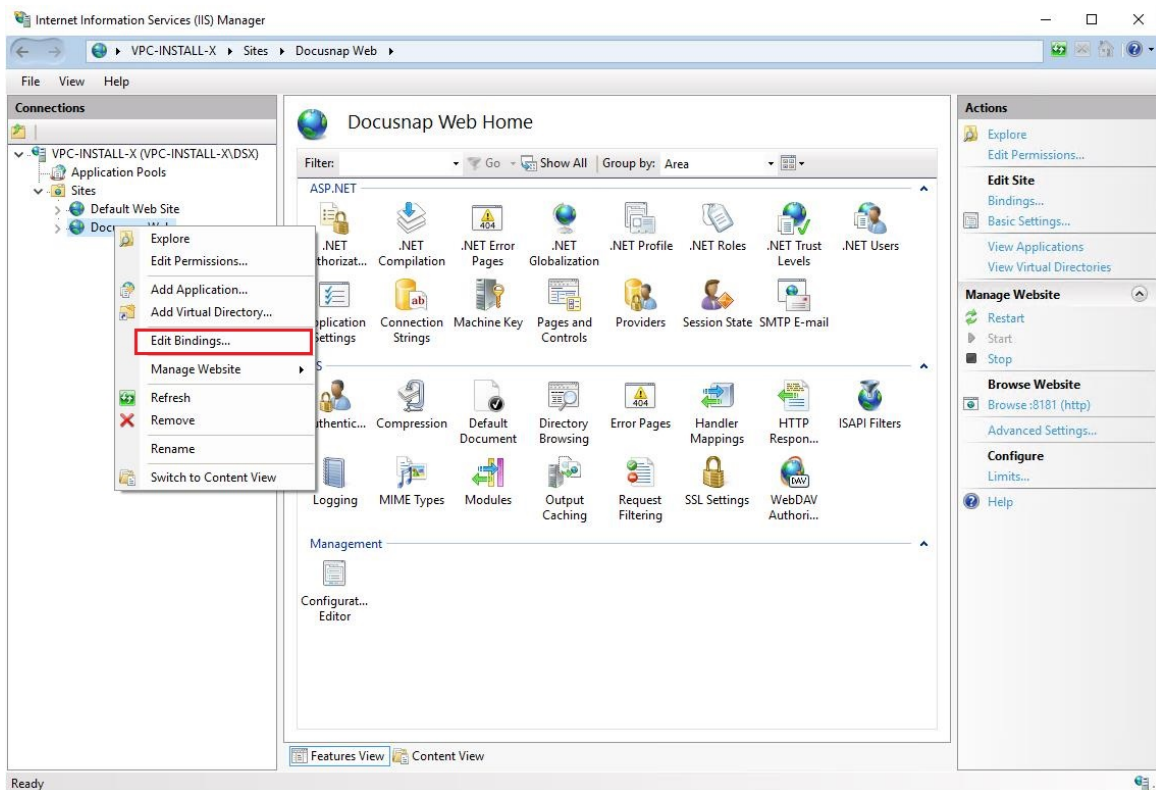 Internet Information Services (IIS) Manager
VPC-INSTALL-X Sites Docusnap Web
File View Help
Connections
VPC-INSTALL-X (VPC-INSTALL-X\DSX)
Application Pools
Sites
Default Web Site
Explore
Edit Permissions...
Add Application...
Add Virtual Directory...
Edit Bindings...
Manage Website
Refresh
Remove
Rename
Switch to Content View
Docusnap Web Home
Filter: Go Show All Group by: Area
ASP.NET
.NET .NET .NET Error .NET .NET Profile .NET Roles .NET Trust .NET Users
Compilation Pages Globalization Levels
Connection Machine Key Pages and Providers Session State SMTP E-mail
Strings Controls
Compression Default Directory Error Pages Handler HTTP ISAPI Filters
Document Browsing Mappings Respon...
Logging MIME Types Modules Output Request SSL Settings WebDAV
Caching Filtering Authori...
Management
Configurat...
Editor
Features View Content View
Actions
Explore
Edit Permissions...
Edit Site
Bindings...
Basic Settings...
View Applications
View Virtual Directories
Manage Website
Restart
Start
Stop
Browse Website
Browse :8181 (http)
Advanced Settings...
Configure
Limits...
Help
Ready